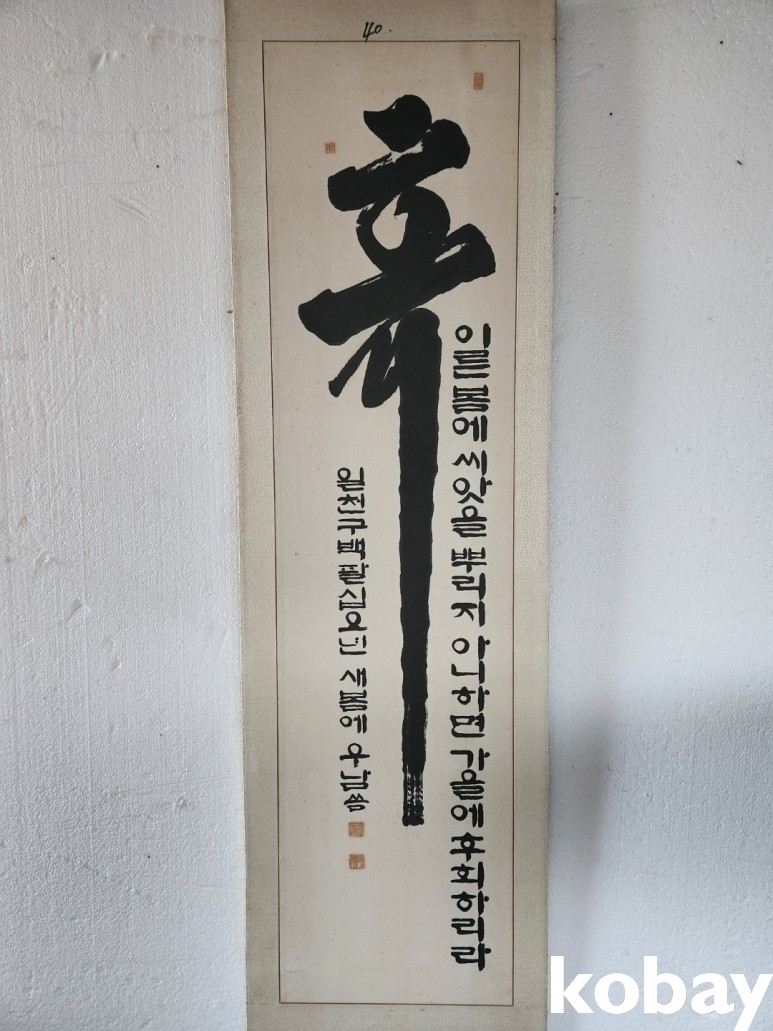 40.
이른 봄에 씨앗을 뿌리지 아니하면 가을에 후회하리라
일천구백팔십오년 새봄에 우남 씀
kobay